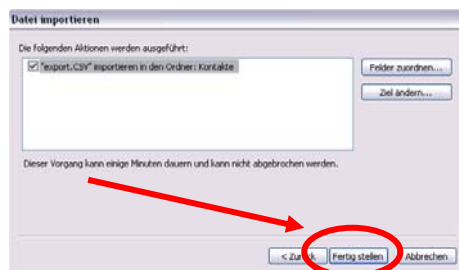 Datei importieren
Die folgenden Aktionen werden ausgeführt:
"export.CSV" importieren in den Ordner: Kontakte
Felder zuordnen...
Ziel ändern...
Dieser Vorgang kann einige Minuten dauern und kann nicht abgebrochen werden.
< Zurück
Fertig stellen
Abbrechen